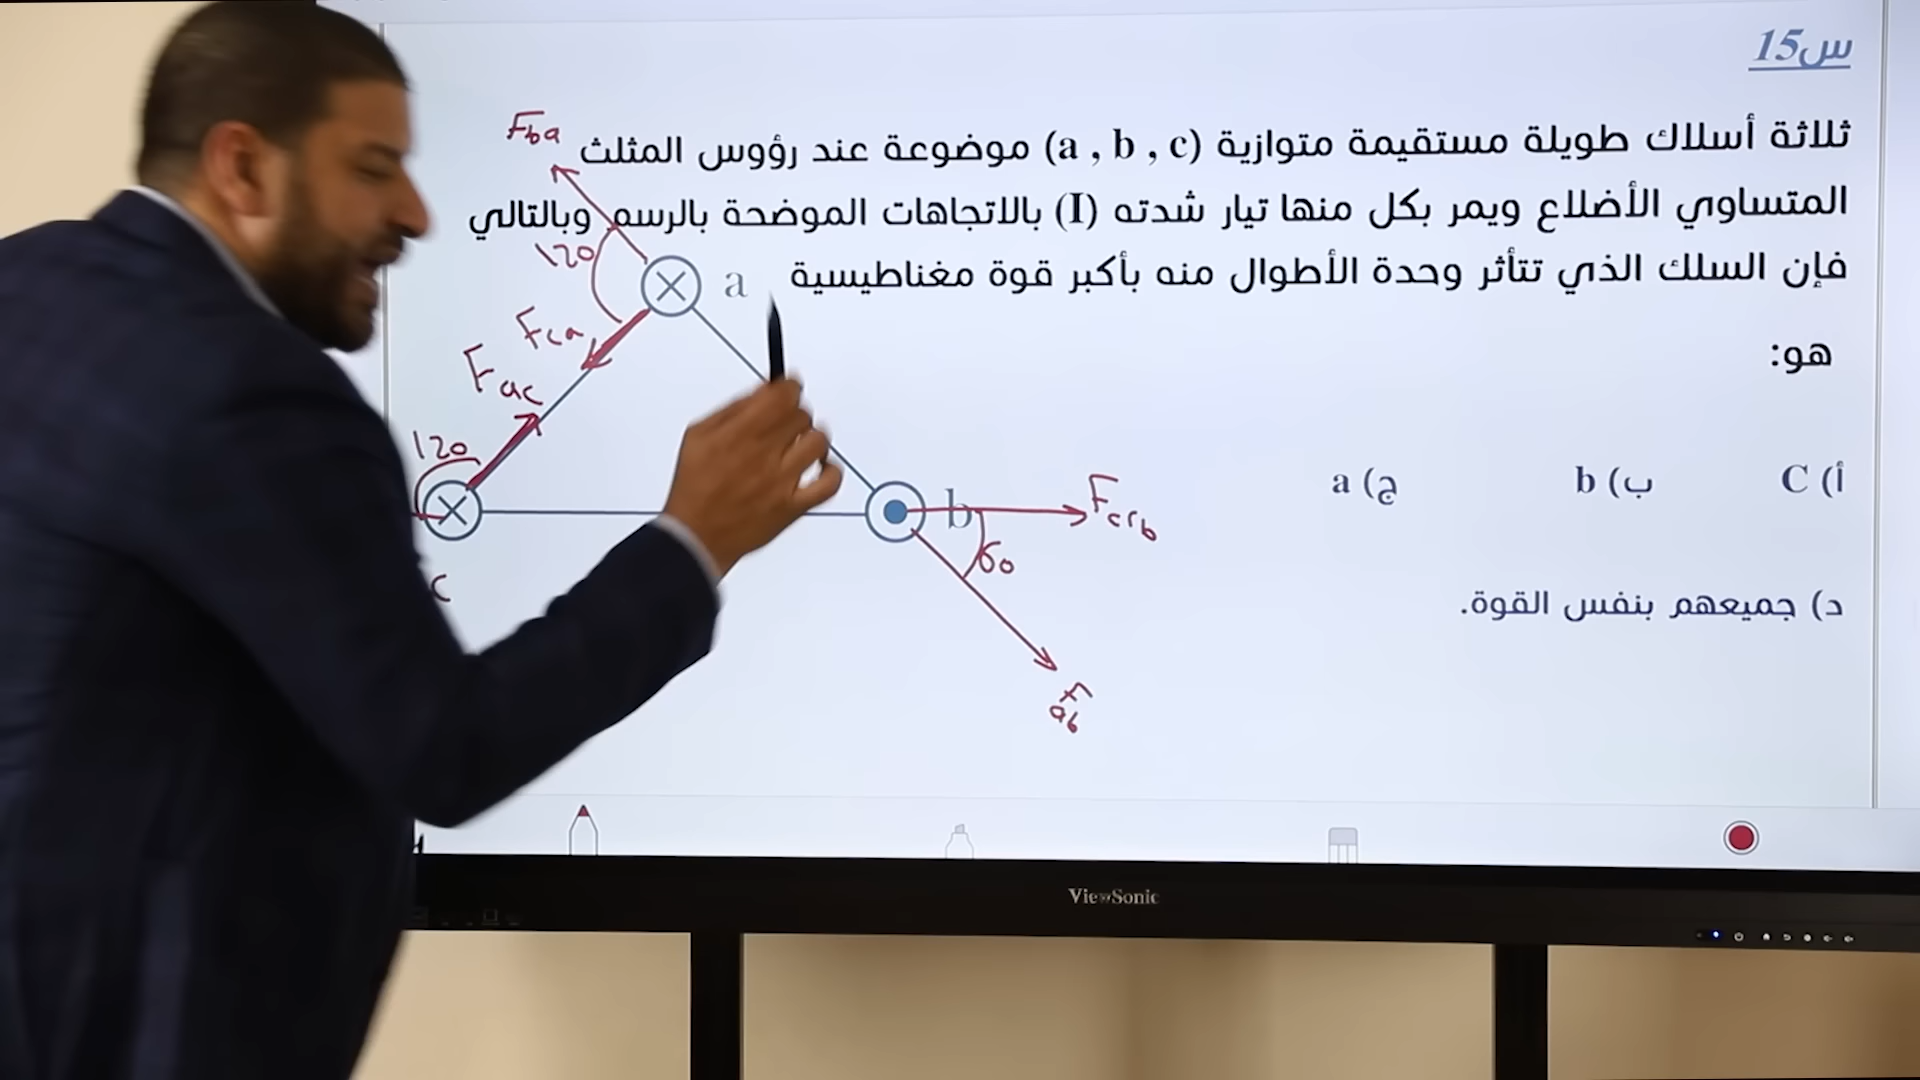 س15
ثلاثة أسلاك طويلة مستقيمة متوازية (a , b , c) موضوعة عند رؤوس المثلث
المتساوي الأضلاع ويمر بكل منها تيار شدته (I) بالاتجاهات الموضحة بالرسم وبالتالي
فإن السلك الذي تتأثر وحدة الأطوال منه بأكبر قوة مغناطيسية
هو:
أ) C
ب) b
ج) a
د) جميعهم بنفس القوة.
Fba
120
a
Fca
Fac
120
b
Fcrb
60
c
Fab
ViewSonic